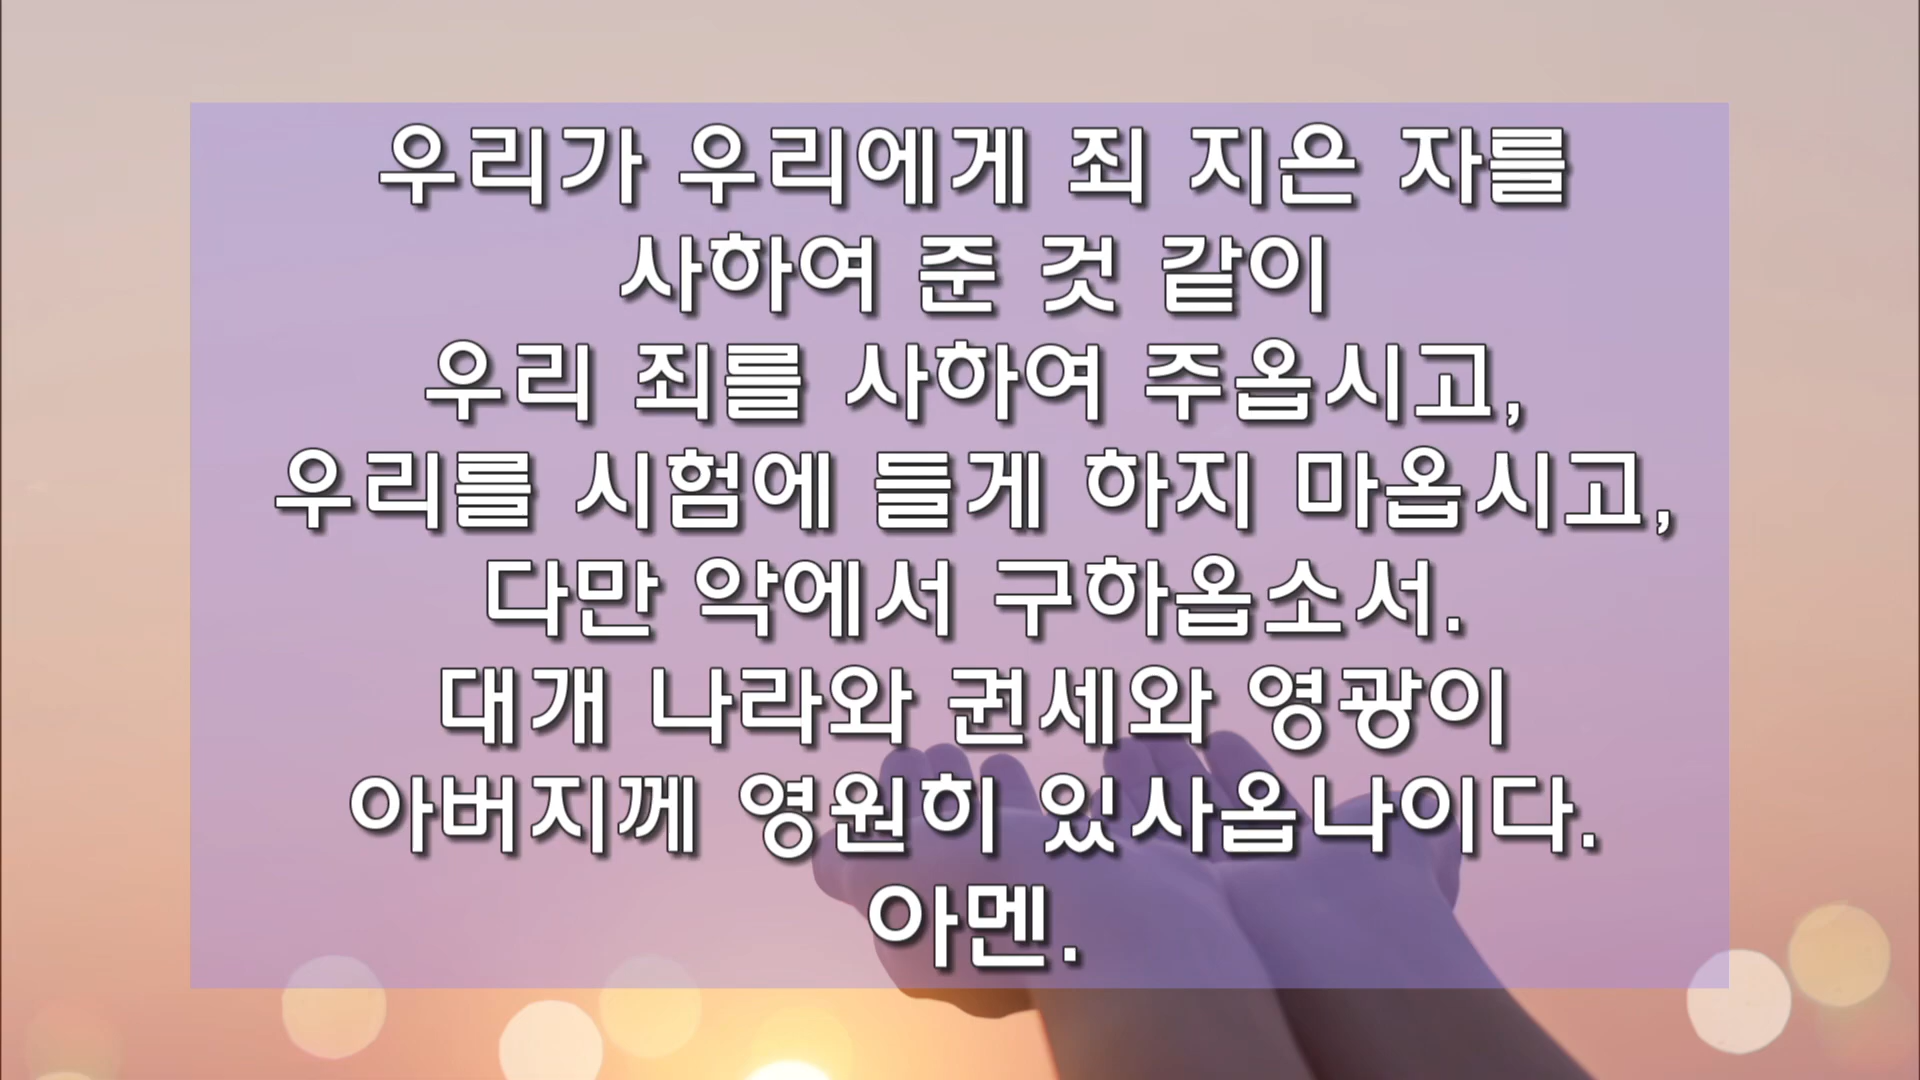 우리가 우리에게 죄 지은 자를
사하여 준 것 같이
우리 죄를 사하여 주옵시고,
우리를 시험에 들게 하지 마옵시고,
다만 악에서 구하옵소서.
대개 나라와 권세와 영광이
아버지께 영원히 있사옵나이다.
아멘.